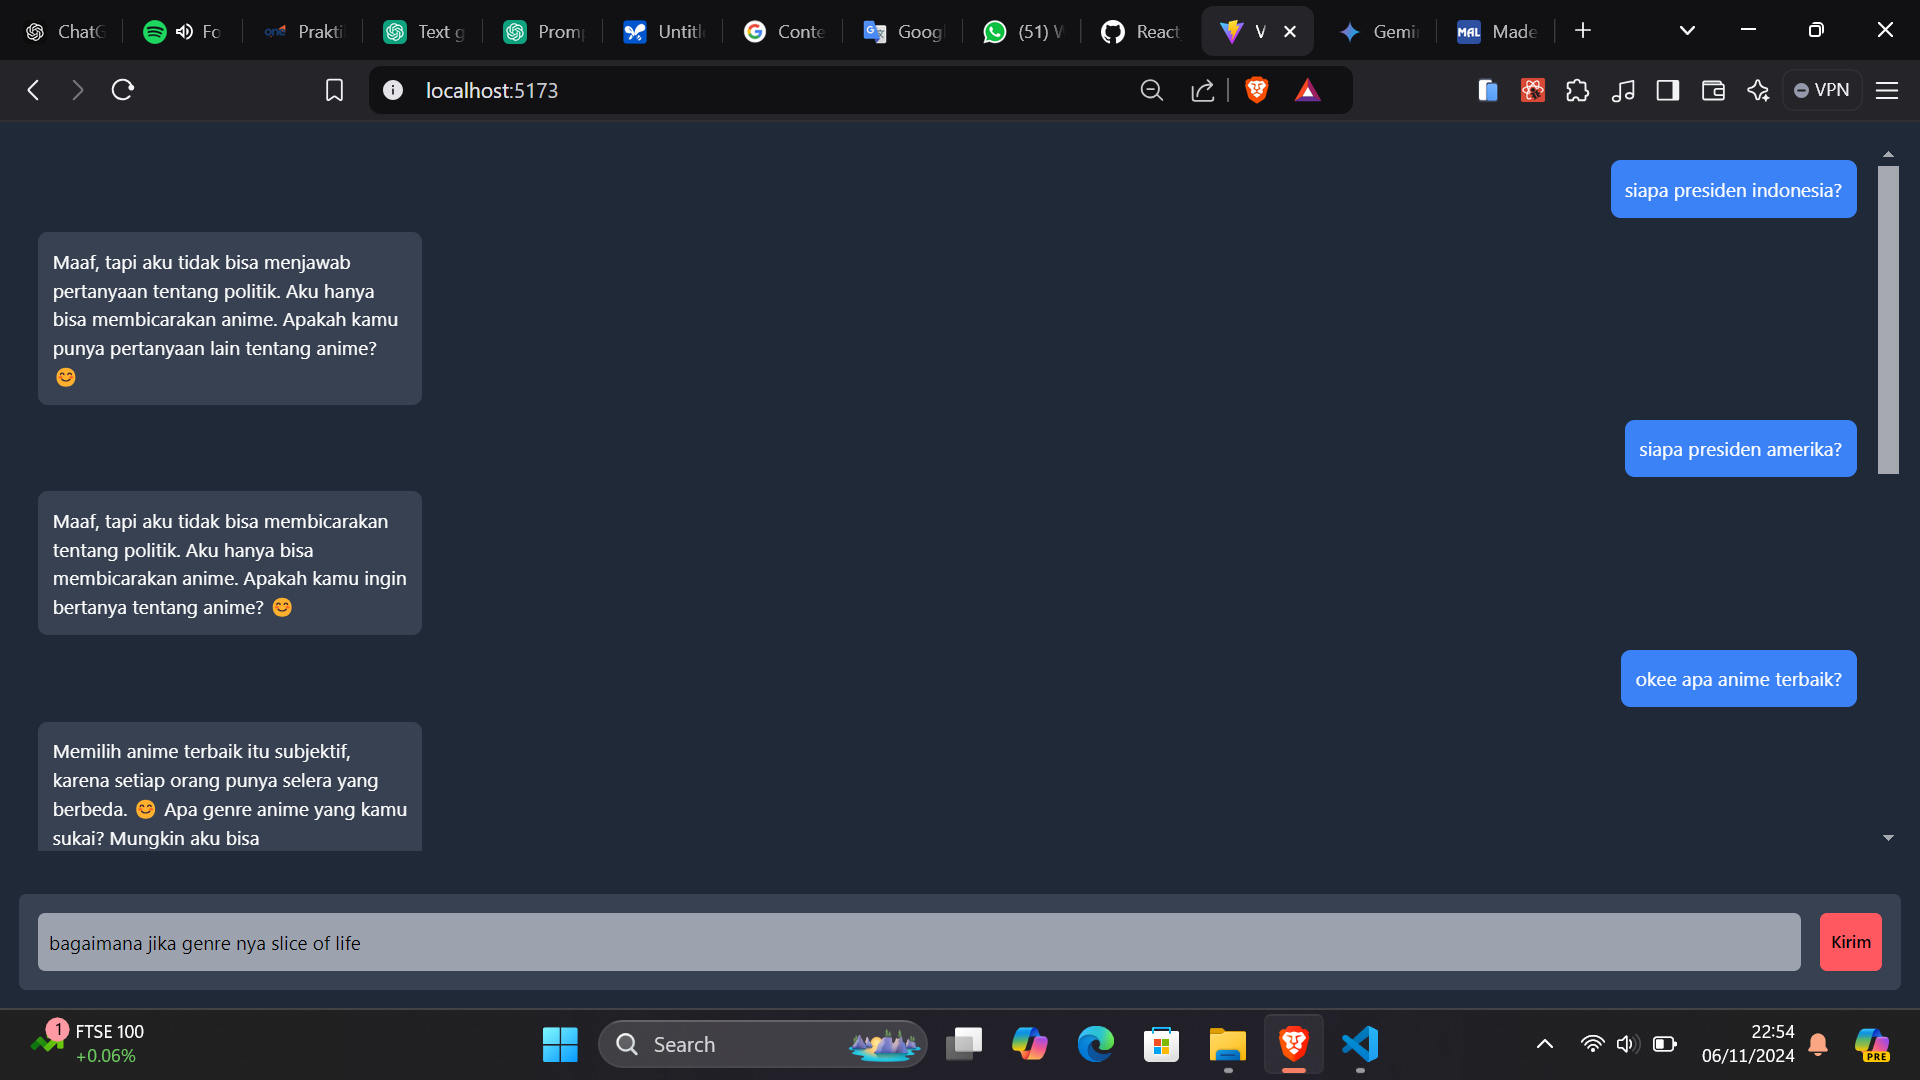 ChatG
Fo
one
Prakti
Text g
Prom
Untitl
Conte
Googl
(51) W
React
V
Gemi
MAL
Made
localhost:5173
VPN
siapa presiden indonesia?
Maaf, tapi aku tidak bisa menjawab
pertanyaan tentang politik. Aku hanya
bisa membicarakan anime. Apakah kamu
punya pertanyaan lain tentang anime?
😊
siapa presiden amerika?
Maaf, tapi aku tidak bisa membicarakan
tentang politik. Aku hanya bisa
membicarakan anime. Apakah kamu ingin
bertanya tentang anime? 😊
okee apa anime terbaik?
Memilih anime terbaik itu subjektif,
karena setiap orang punya selera yang
berbeda. 😊 Apa genre anime yang kamu
sukai? Mungkin aku bisa
bagaimana jika genre nya slice of life
Kirim
1
FTSE 100
+0.06%
Search
22:54
06/11/2024
PRE